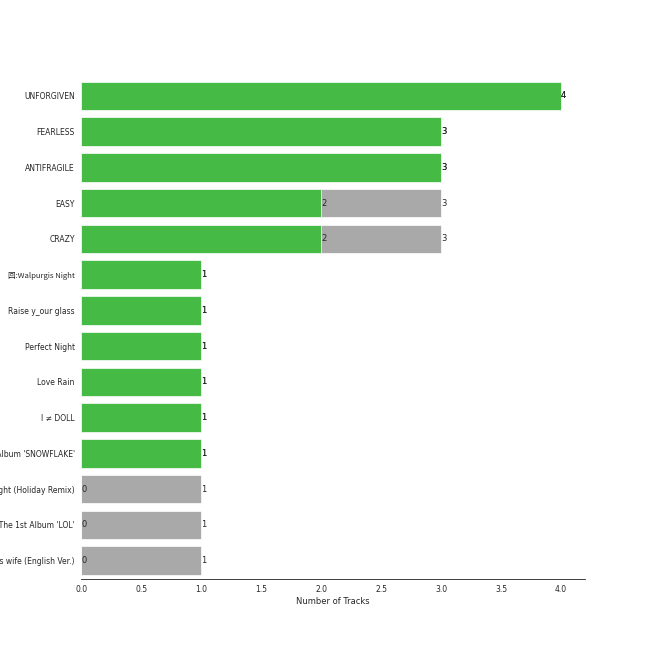 UNFORGIVEN 4
FEARLESS 3
ANTIFRAGILE 3
EASY 2 3
CRAZY 2 3
回:Walpurgis Night 1
Raise y_our glass 1
Perfect Night 1
Love Rain 1
I ≠ DOLL 1
Album 'SNOWFLAKE' 1
ght (Holiday Remix) 0 1
The 1st Album 'LOL' 0 1
s wife (English Ver.) 0 1
0.0 0.5 1.0 1.5 2.0 2.5 3.0 3.5 4.0
Number of Tracks